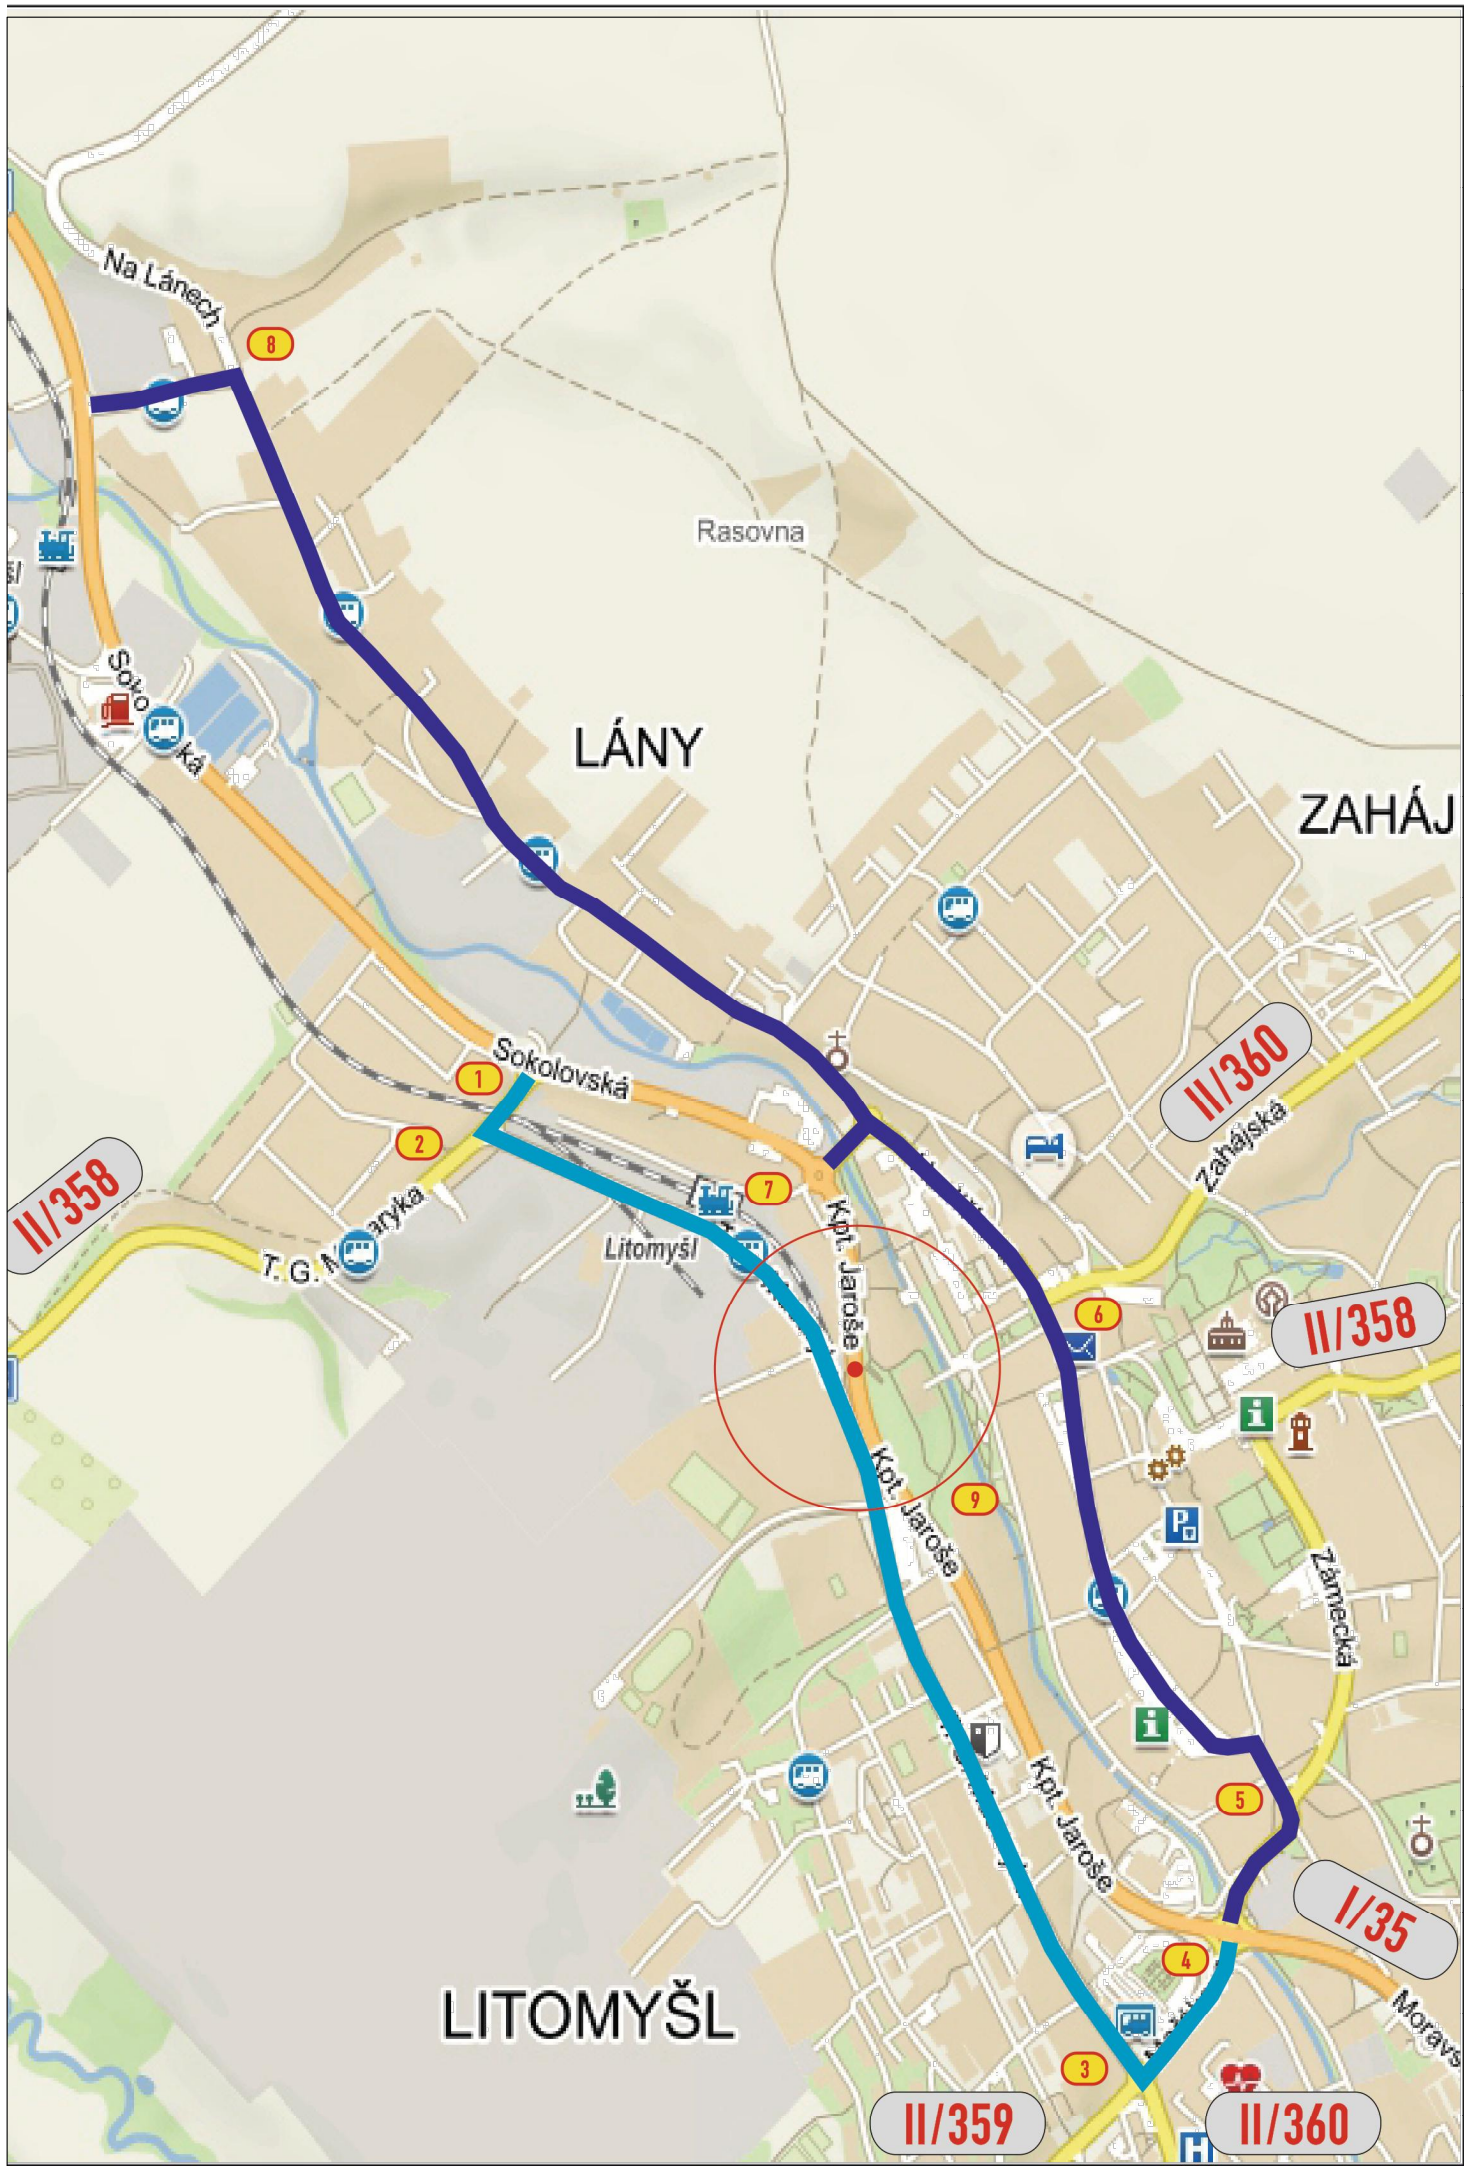 Na Lánech
8
Rasovna
LÁNY
ZAHÁJ
Sokolovská
1
2
II/360
Zahájská
II/358
T. G. M
aryka
7
Litomyšl
Kpt. Jaroše
6
II/358
i
Kpt. Jaroše
9
P
Zámecká
i
Kpt. Jaroše
5
I/35
4
LITOMYŠL
3
II/359
II/360
H